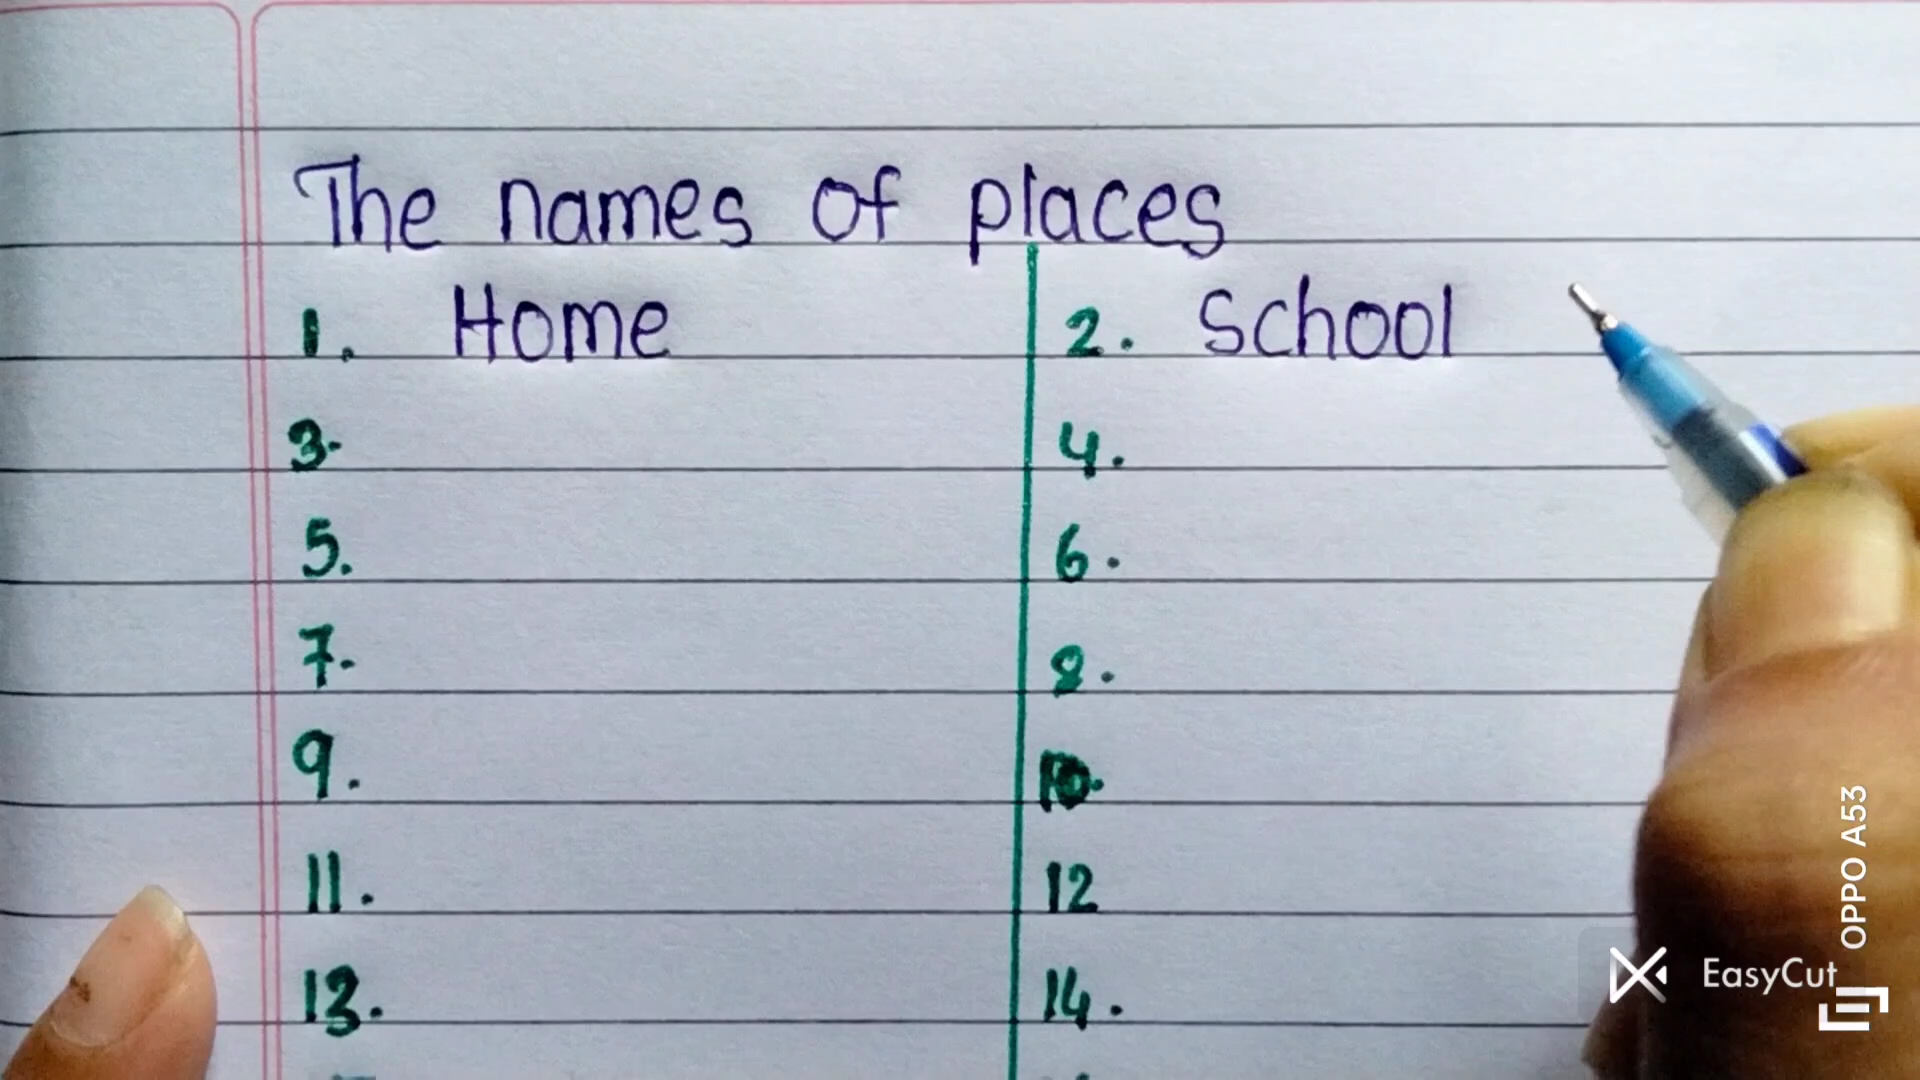 The names of places
1. Home 2. School
3. 4.
5. 6.
7. 8.
9. 10.
11. 12
13. 14.
OPPO A53
EasyCut